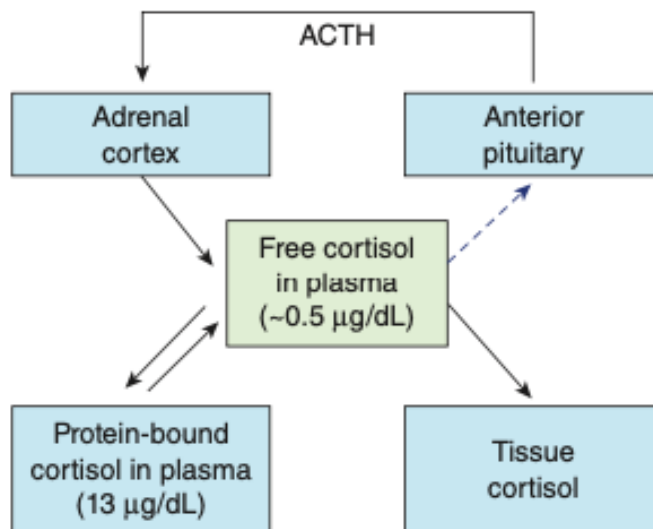 ACTH
Adrenal
cortex
Anterior
pituitary
Free cortisol
in plasma
(~0.5 μg/dL)
Protein-bound
cortisol in plasma
(13 μg/dL)
Tissue
cortisol